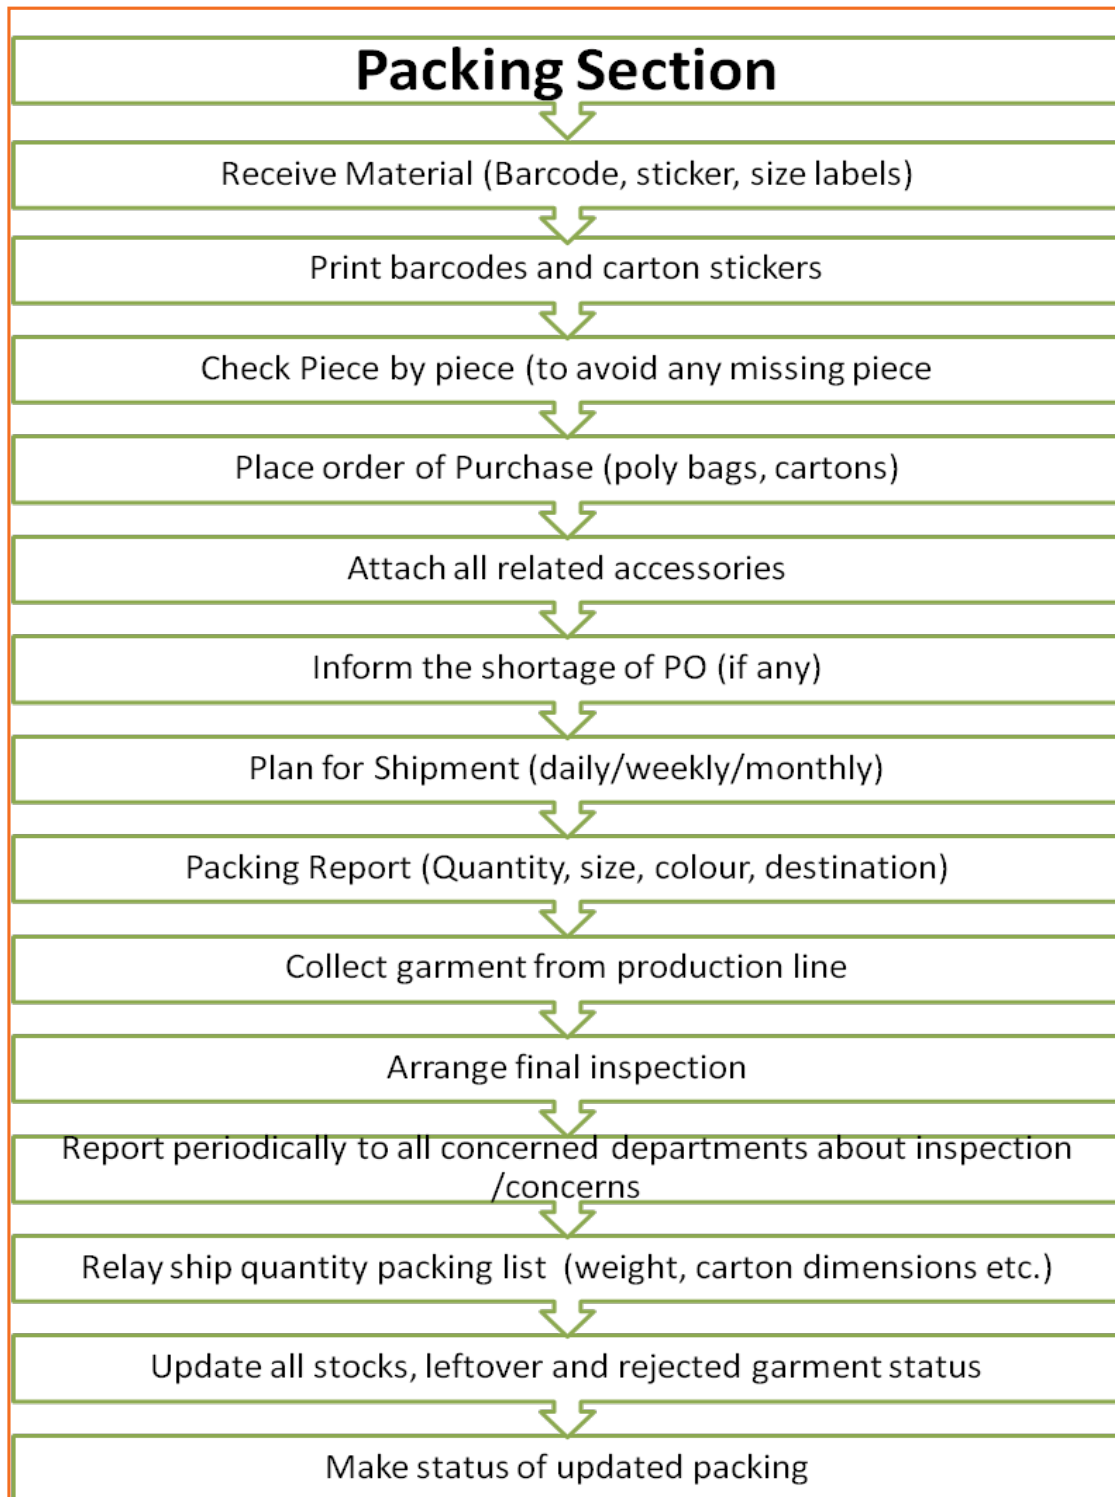 Packing Section
Receive Material (Barcode, sticker, size labels)
Print barcodes and carton stickers
Check Piece by piece (to avoid any missing piece
Place order of Purchase (poly bags, cartons)
Attach all related accessories
Inform the shortage of PO (if any)
Plan for Shipment (daily/weekly/monthly)
Packing Report (Quantity, size, colour, destination)
Collect garment from production line
Arrange final inspection
Report periodically to all concerned departments about inspection
/concerns
Relay ship quantity packing list (weight, carton dimensions etc.)
Update all stocks, leftover and rejected garment status
Make status of updated packing